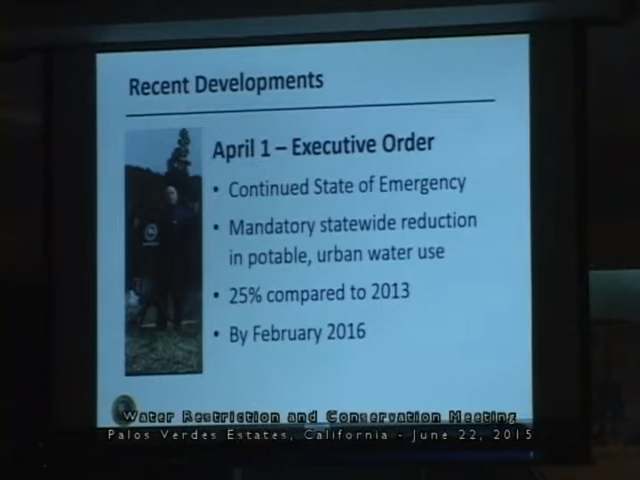 Recent Developments
April 1 – Executive Order
• Continued State of Emergency
• Mandatory statewide reduction
in potable, urban water use
• 25% compared to 2013
• By February 2016
Water Restriction and Conservation Meeting
Palos Verdes Estates, California - June 22, 2015